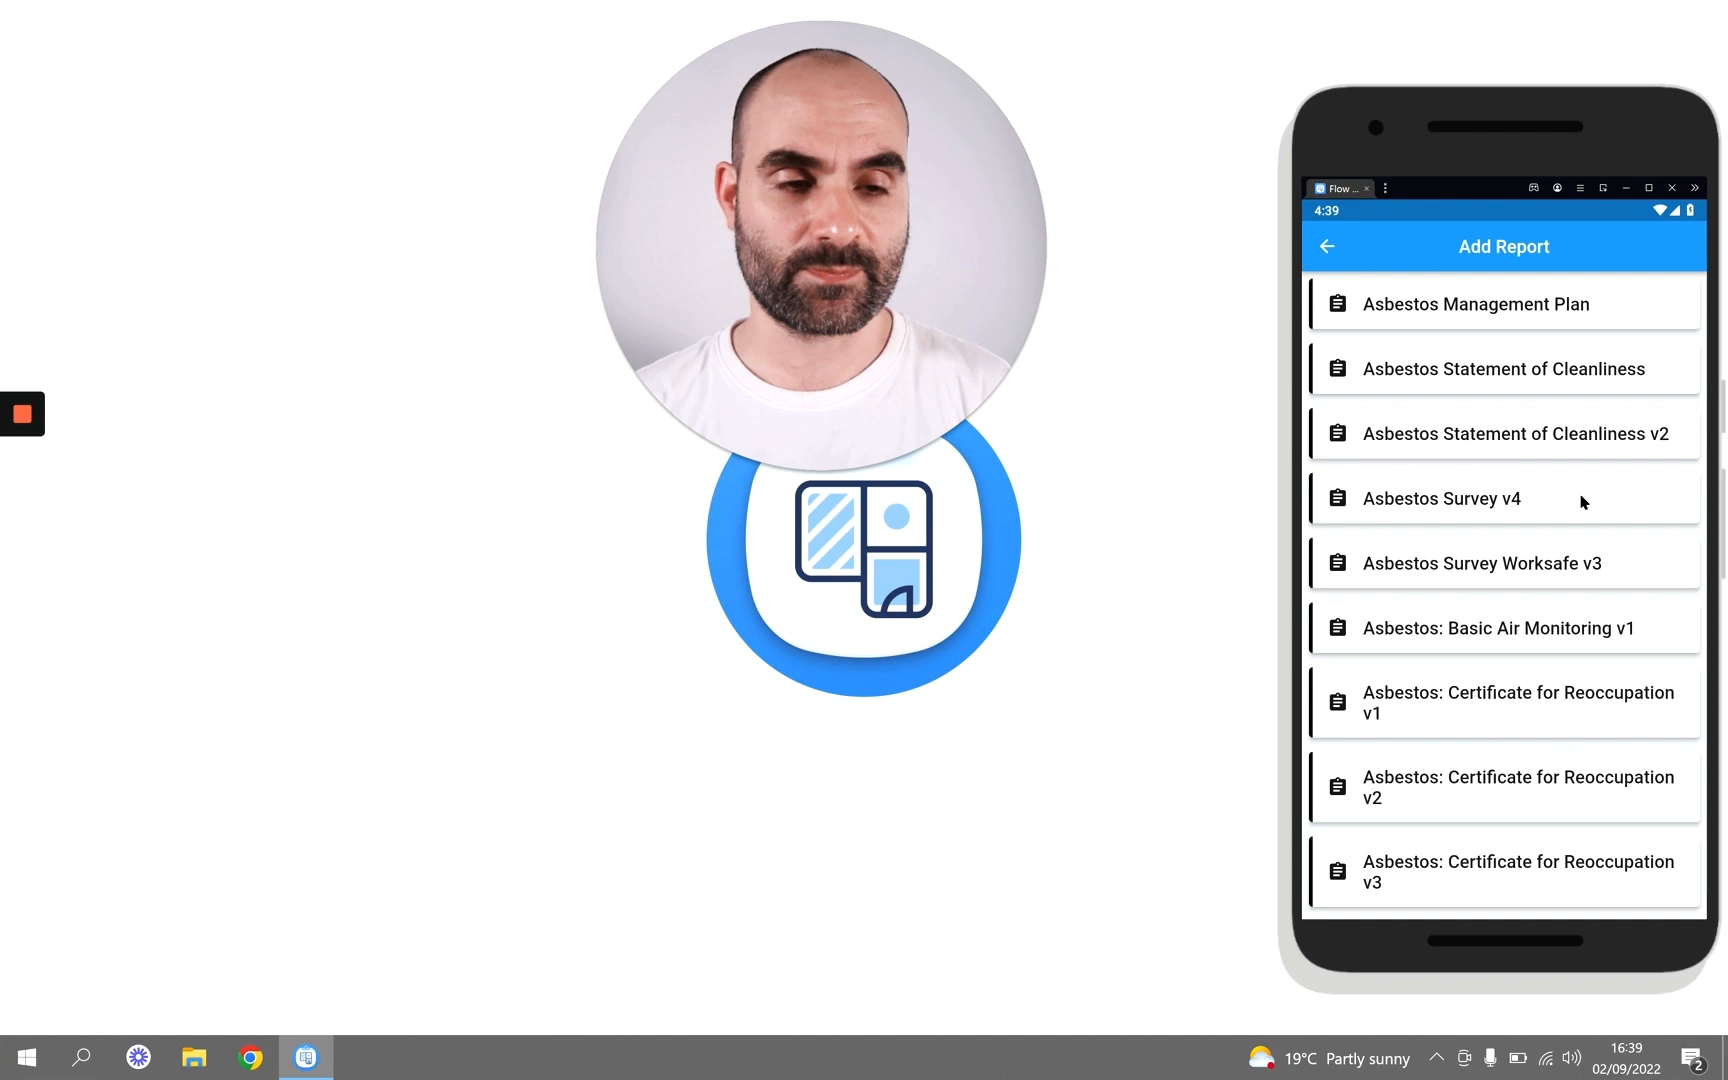 Flow ...
4:39
Add Report
Asbestos Management Plan
Asbestos Statement of Cleanliness
Asbestos Statement of Cleanliness v2
Asbestos Survey v4
Asbestos Survey Worksafe v3
Asbestos: Basic Air Monitoring v1
Asbestos: Certificate for Reoccupation
v1
Asbestos: Certificate for Reoccupation
v2
Asbestos: Certificate for Reoccupation
v3
19°C Partly sunny
16:39
02/09/2022
2